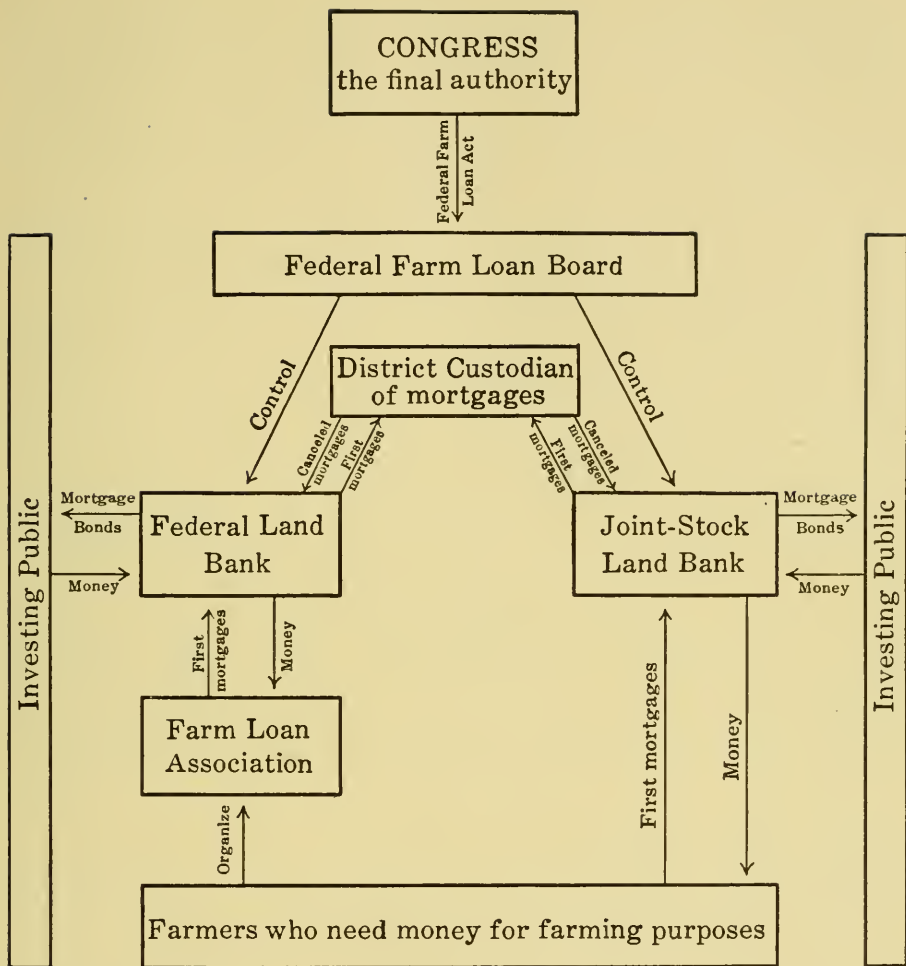 CONGRESS
the final authority
Federal Farm
Loan Act
Federal Farm Loan Board
Control
Control
District Custodian
of mortgages
Canceled
mortgages
First
mortgages
First
mortgages
Canceled
mortgages
Investing Public
Mortgage
Bonds
Money
Federal Land
Bank
Joint-Stock
Land Bank
Mortgage
Bonds
Money
Investing Public
First
mortgages
Money
Farm Loan
Association
Organize
First mortgages
Money
Farmers who need money for farming purposes